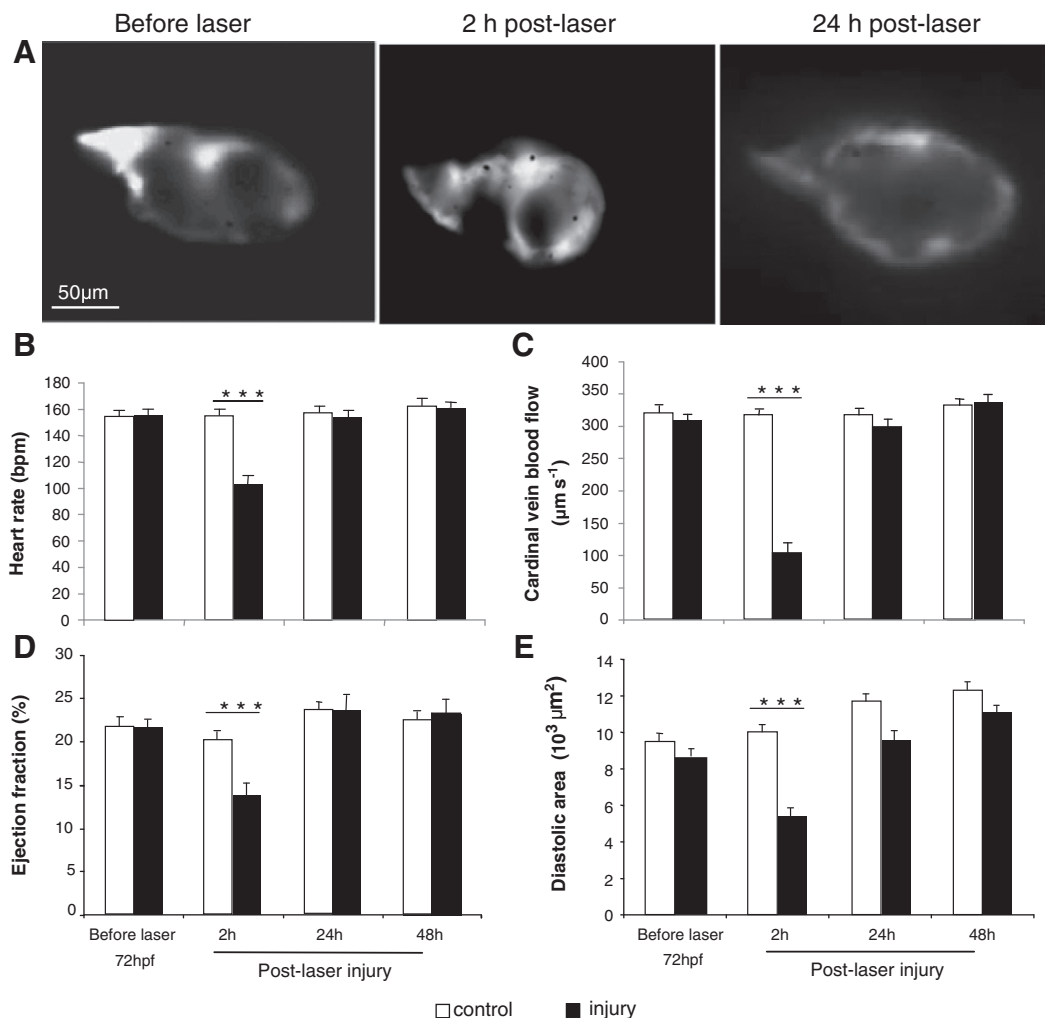 Before laser 2 h post-laser 24 h post-laser
A
50µm
B
Heart rate (bpm)
180
160
140
120
100
80
60
40
20
0
* * *
C
Cardinal vein blood flow
(µm s⁻¹)
400
350
300
350
300
250
200
150
100
50
0
* * *
D
Ejection fraction (%)
30
25
20
15
10
5
0
* * *
Before laser 2h 24h 48h
72hpf
Post-laser injury
E
Diastolic area (10³ µm²)
14
12
10
8
6
4
2
0
* * *
Before laser 2h 24h 48h
72hpf
Post-laser injury
control injury